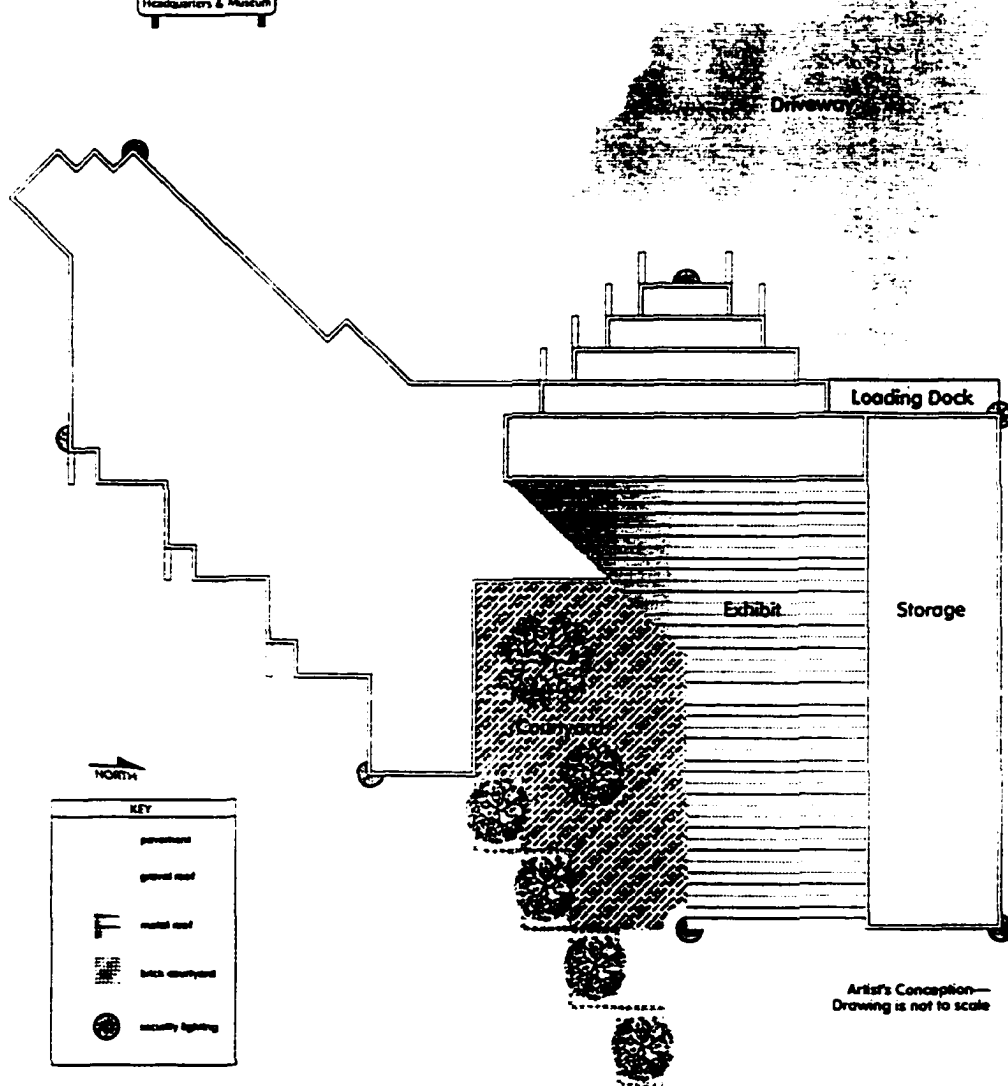 Headquarters & Museum
Driveway
Loading Dock
Exhibit
Storage
Courtyard
NORTH
KEY
pavement
gravel roof
metal roof
brick courtyard
security lighting
Artist's Conception—
Drawing is not to scale